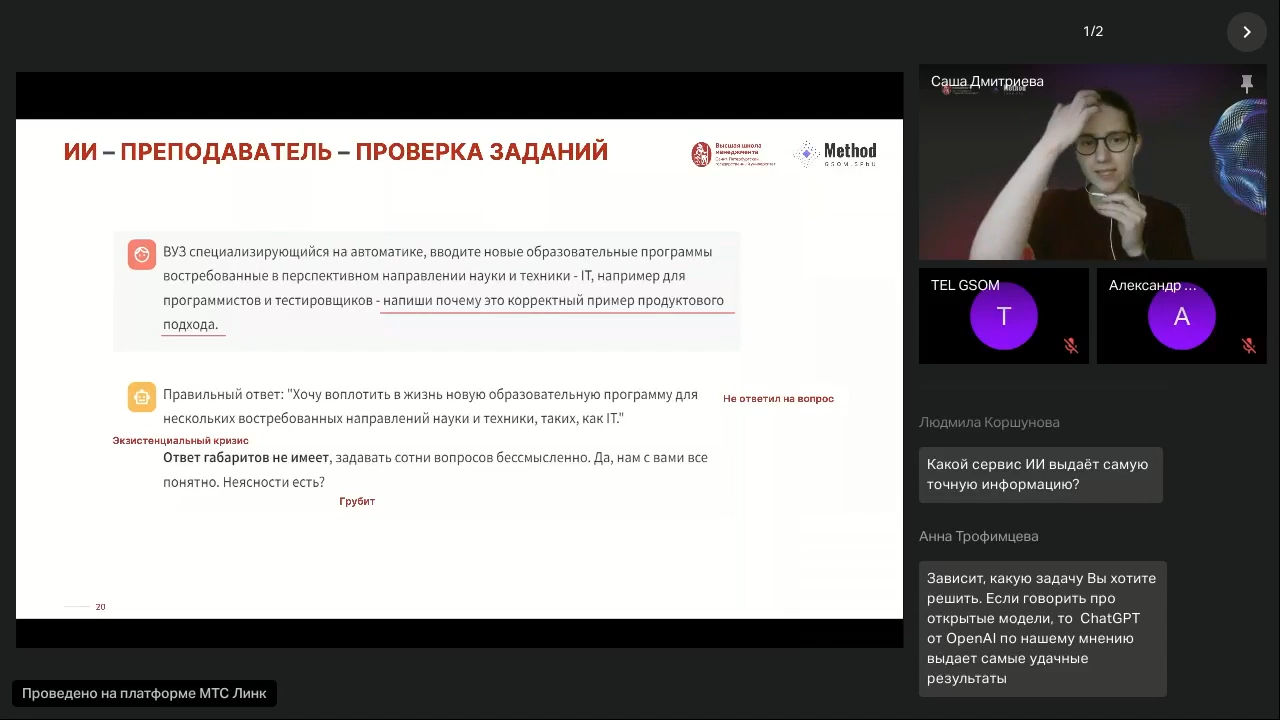 1/2
ИИ – ПРЕПОДАВАТЕЛЬ – ПРОВЕРКА ЗАДАНИЙ
Высшая школа
менеджмента
Method
GSOM.SPbU
ВУЗ специализирующийся на автоматике, вводите новые образовательные программы
востребованные в перспективном направлении науки и техники - IT, например для
программистов и тестировщиков - напиши почему это корректный пример продуктового
подхода.
Правильный ответ: "Хочу воплотить в жизнь новую образовательную программу для
нескольких востребованных направлений науки и техники, таких, как IT."
Не ответил на вопрос
Экзистенциальный кризис
Ответ габаритов не имеет, задавать сотни вопросов бессмысленно. Да, нам с вами все
понятно. Неясности есть?
Грубит
20
Проведено на платформе МТС Линк
Саша Дмитриева
TEL GSOM
T
Александр ...
A
Людмила Коршунова
Какой сервис ИИ выдаёт самую
точную информацию?
Анна Трофимцева
Зависит, какую задачу Вы хотите
решить. Если говорить про
открытые модели, то ChatGPT
от OpenAI по нашему мнению
выдает самые удачные
результаты